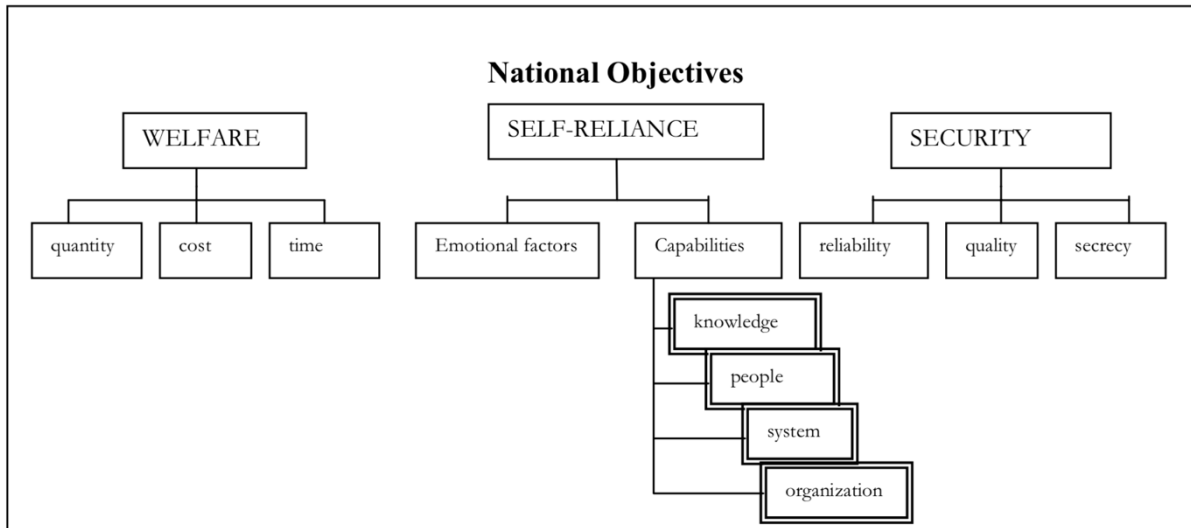 National Objectives
WELFARE
SELF-RELIANCE
SECURITY
quantity
cost
time
Emotional factors
Capabilities
reliability
quality
secrecy
knowledge
people
system
organization